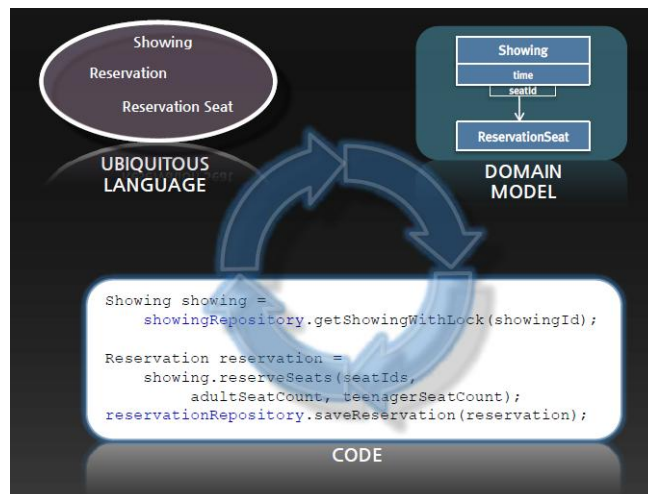 Showing
Reservation
Reservation Seat
UBIQUITOUS
LANGUAGE
Showing
time
seatId
ReservationSeat
DOMAIN
MODEL
Showing showing =
showingRepository.getShowingWithLock(showingId);
Reservation reservation =
showing.reserveSeats(seatIds,
adultSeatCount, teenagerSeatCount);
reservationRepository.saveReservation(reservation);
CODE